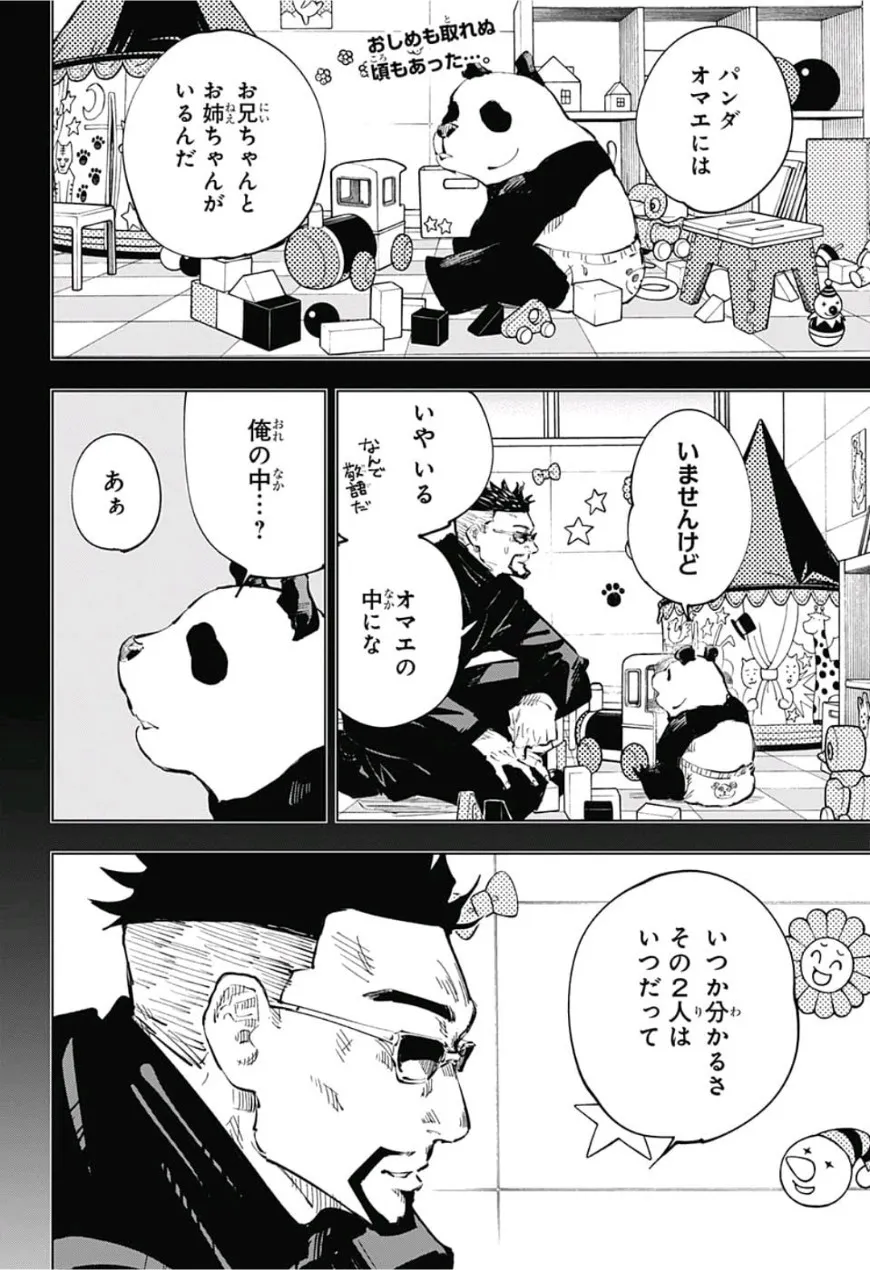 おしめも取れぬ
頃もあった…。
パンダ
オマエには
お兄ちゃんと
お姉ちゃんが
いるんだ
いませんけど
いや いる
なんで
敬語だ
オマエの
中にな
俺の
中…?
あぁ
いつか分かるさ
その2人は
いつだって